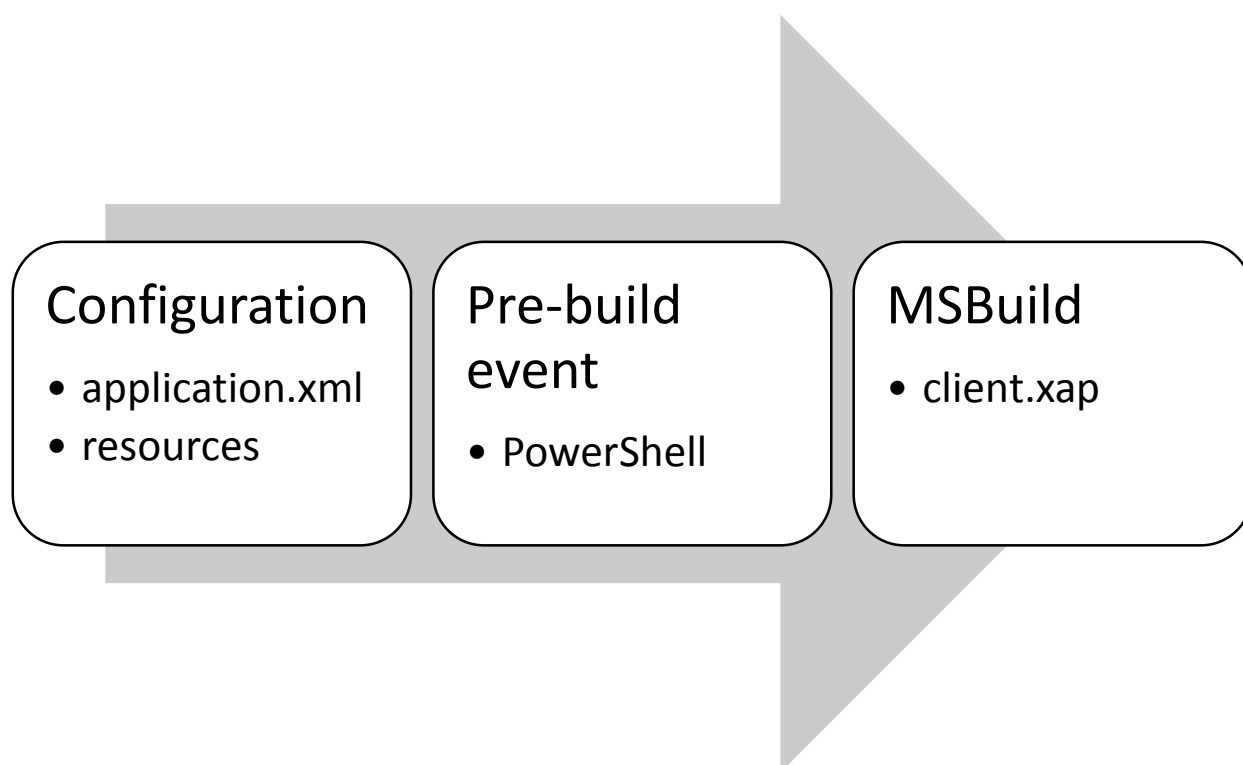 Configuration
• application.xml
• resources
Pre-build
event
• PowerShell
MSBuild
• client.xap